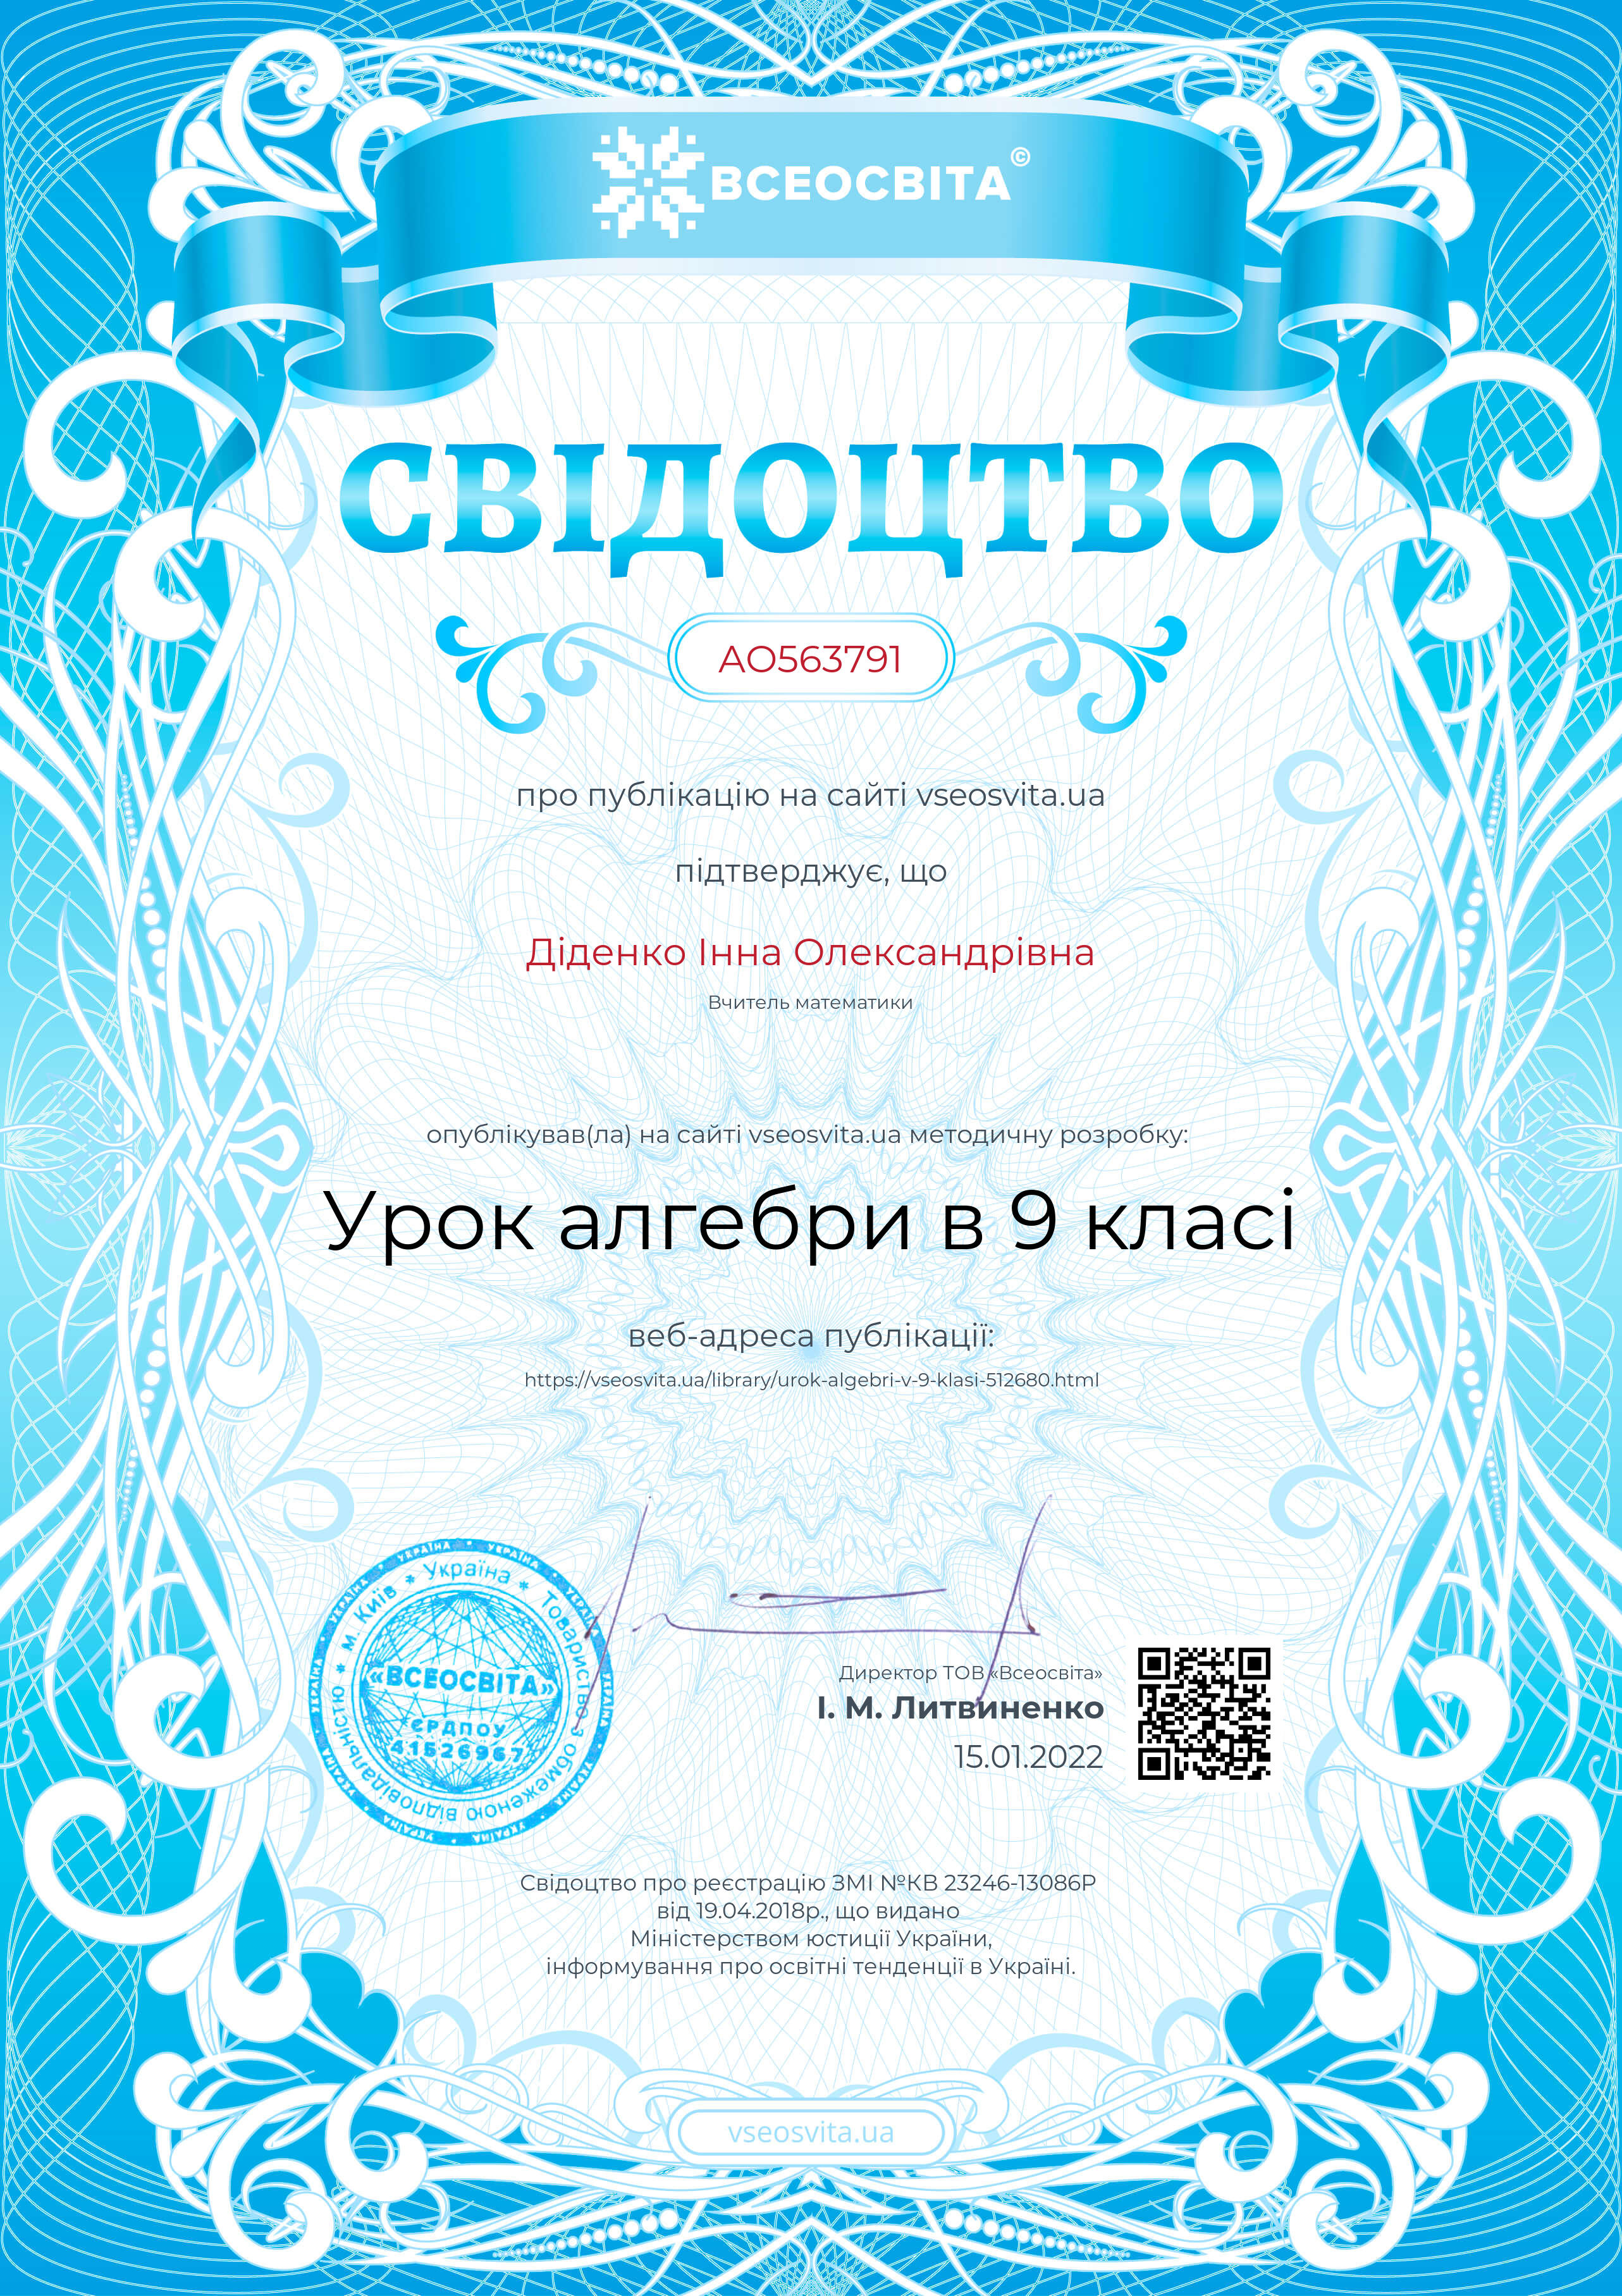 ВСЕОСВІТА©
СВІДОЦТВО
АО563791
про публікацію на сайті vseosvita.ua
підтверджує, що
Діденко Інна Олександрівна
Вчитель математики
опублікував(ла) на сайті vseosvita.ua методичну розробку:
Урок алгебри в 9 класі
веб-адреса публікації:
https://vseosvita.ua/library/urok-algebri-v-9-klasi-512680.html
УКРАЇНА * УКРАЇНА * УКРАЇНА * УКРАЇНА
* м. Київ * Україна * Товариство з Обмеженою відповідальністю
«ВСЕОСВІТА»
ЄРДПОУ
41526967
Директор ТОВ «Всеосвіта»
І. М. Литвиненко
15.01.2022
Свідоцтво про реєстрацію ЗМІ №КВ 23246-13086Р
від 19.04.2018р., що видано
Міністерством юстиції України,
інформування про освітні тенденції в Україні.
vseosvita.ua